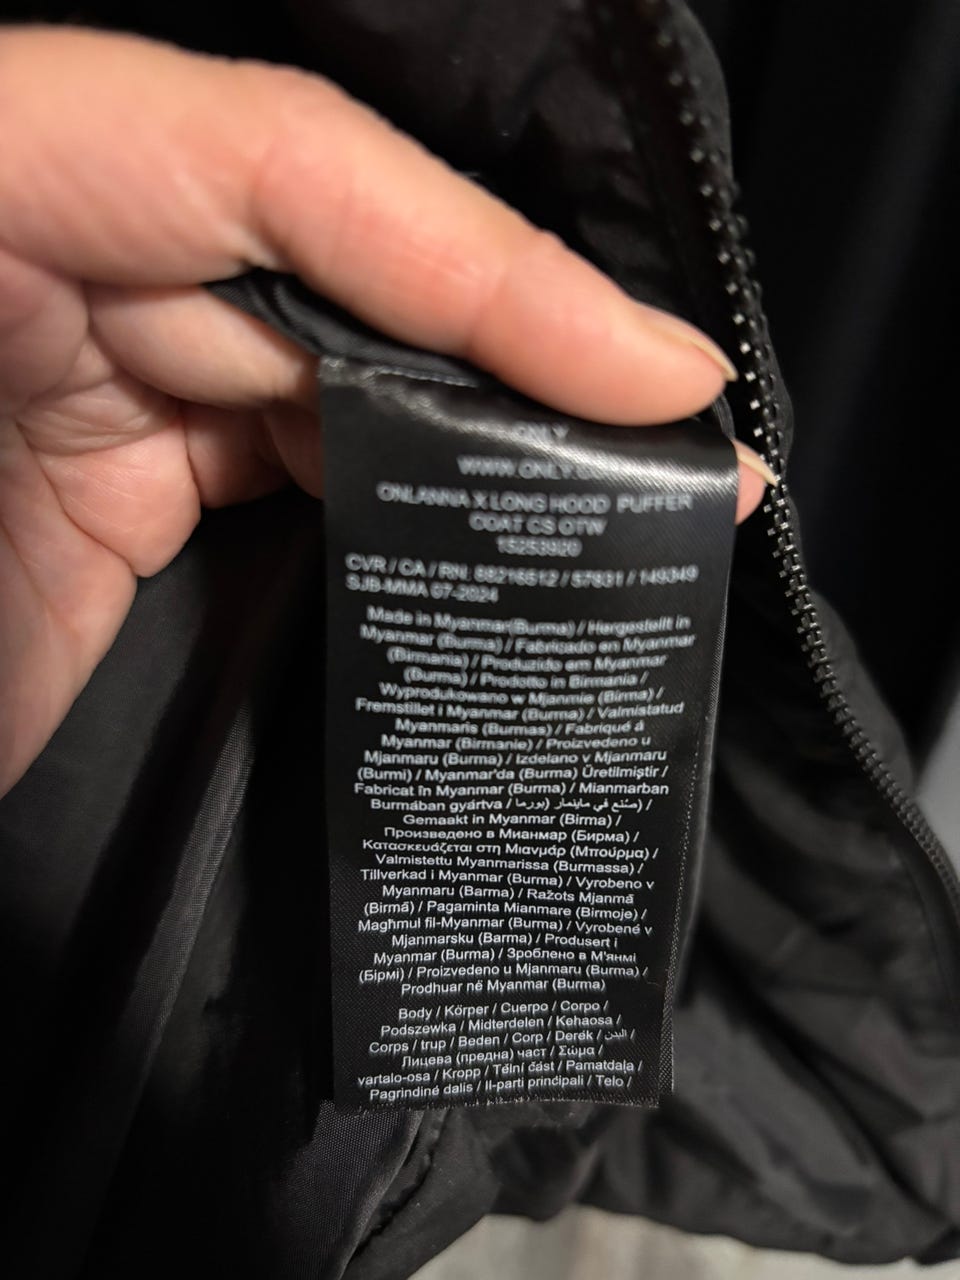 ONLY
WWW.ONLY
ONLANNA X LONG HOOD PUFFER
COAT CS OTW
15253920
CVR / CA / RN: / 57831 / 149349
SJB-MMA 07-2024
Made in Myanmar(Burma) / Hergestellt in
Myanmar (Burma) / Fabricado en Myanmar
(Birmania) / Produzido em Myanmar
(Burma) / Prodotto in Birmania /
Wyprodukowano w Mjanmie (Birma) /
Fremstillet i Myanmar (Burma) / Valmistatud
Myanmaris (Burmas) / Fabriqué à
Myanmar (Birmanie) / Proizvedeno u
Mjanmaru (Burma) / Izdelano v Mjanmaru
(Burmi) / Myanmar'da (Burma) Üretilmiştir /
Fabricat în Myanmar (Burma) / Mianmarban
Burmában gyártva / صُنع في ماينمار (بورما) /
Gemaakt in Myanmar (Birma) /
Произведено в Мианмар (Бирма) /
Κατασκευάζεται στη Μιανμάρ (Μπούρμα) /
Valmistettu Myanmarissa (Burmassa) /
Tillverkad i Myanmar (Burma) / Vyrobeno v
Myanmaru (Barma) / Ražots Mjanmā
(Birmā) / Pagaminta Mianmare (Birmoje) /
Magħmul fil-Myanmar (Burma) / Vyrobené v
Mjanmarsku (Barma) / Produsert i
Myanmar (Burma) / Зроблено в М'янмі
(Бірмі) / Proizvedeno u Mjanmaru (Burma) /
Prodhuar në Myanmar (Burma)
Body / Körper / Cuerpo / Corpo /
Podszewka / Midterdelen / Kehaosa /
Corps / trup / Beden / Corp / Derék / البدن /
Лицева (предна) част / Σώμα /
vartalo-osa / Kropp / Tělní část / Pamatdaļa /
Pagrindinė dalis / Il-parti prinċipali / Telo /